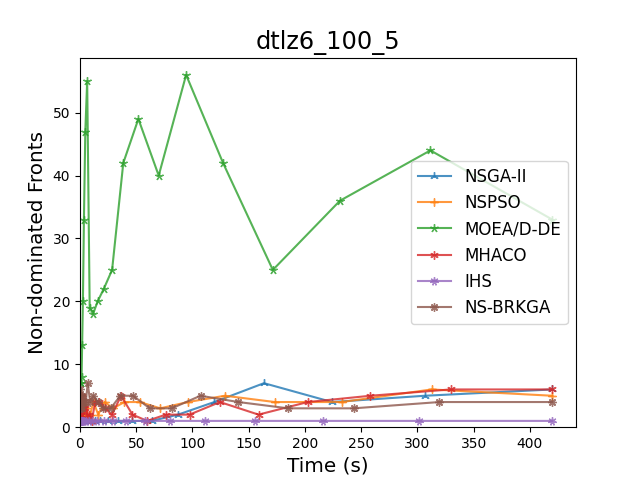 dtlz6_100_5
Non-dominated Fronts
50
40
30
20
10
0
0 50 100 150 200 250 300 350 400
Time (s)
NSGA-II
NSPSO
MOEA/D-DE
MHACO
IHS
NS-BRKGA